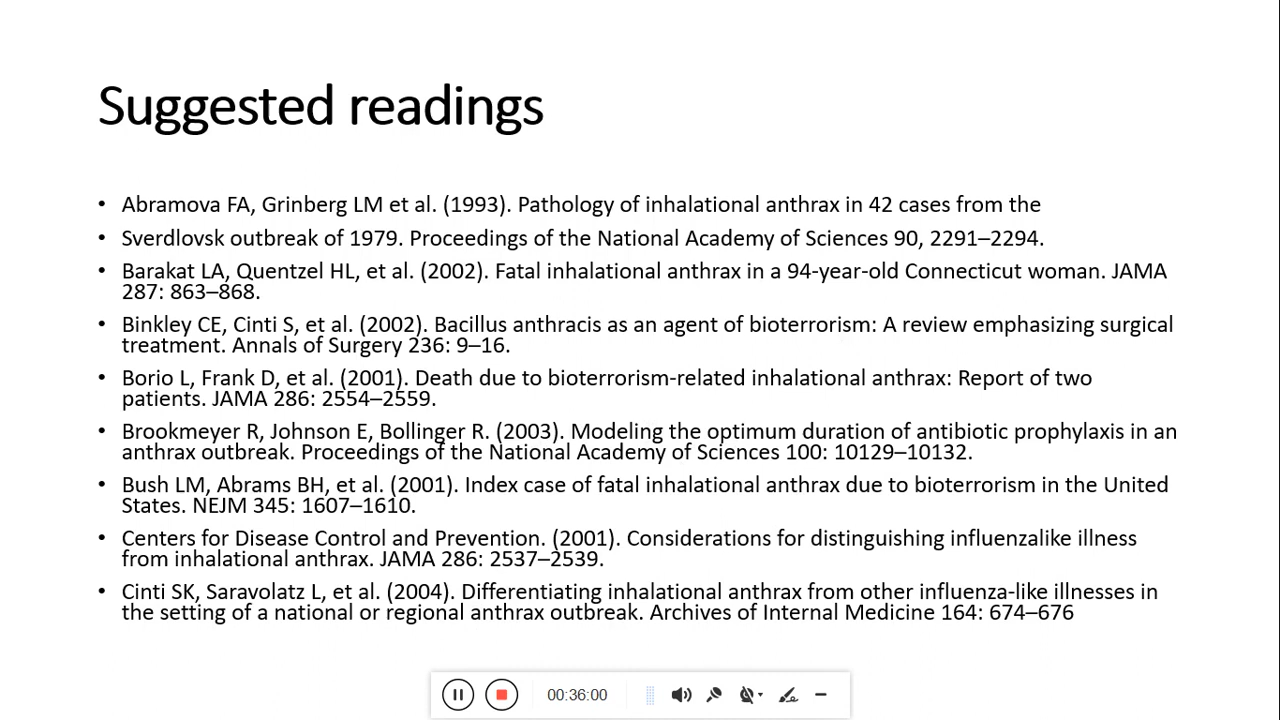 Suggested readings
• Abramova FA, Grinberg LM et al. (1993). Pathology of inhalational anthrax in 42 cases from the
• Sverdlovsk outbreak of 1979. Proceedings of the National Academy of Sciences 90, 2291–2294.
• Barakat LA, Quentzel HL, et al. (2002). Fatal inhalational anthrax in a 94-year-old Connecticut woman. JAMA
287: 863–868.
• Binkley CE, Cinti S, et al. (2002). Bacillus anthracis as an agent of bioterrorism: A review emphasizing surgical
treatment. Annals of Surgery 236: 9–16.
• Borio L, Frank D, et al. (2001). Death due to bioterrorism-related inhalational anthrax: Report of two
patients. JAMA 286: 2554–2559.
• Brookmeyer R, Johnson E, Bollinger R. (2003). Modeling the optimum duration of antibiotic prophylaxis in an
anthrax outbreak. Proceedings of the National Academy of Sciences 100: 10129–10132.
• Bush LM, Abrams BH, et al. (2001). Index case of fatal inhalational anthrax due to bioterrorism in the United
States. NEJM 345: 1607–1610.
• Centers for Disease Control and Prevention. (2001). Considerations for distinguishing influenzalike illness
from inhalational anthrax. JAMA 286: 2537–2539.
• Cinti SK, Saravolatz L, et al. (2004). Differentiating inhalational anthrax from other influenza-like illnesses in
the setting of a national or regional anthrax outbreak. Archives of Internal Medicine 164: 674–676
00:36:00